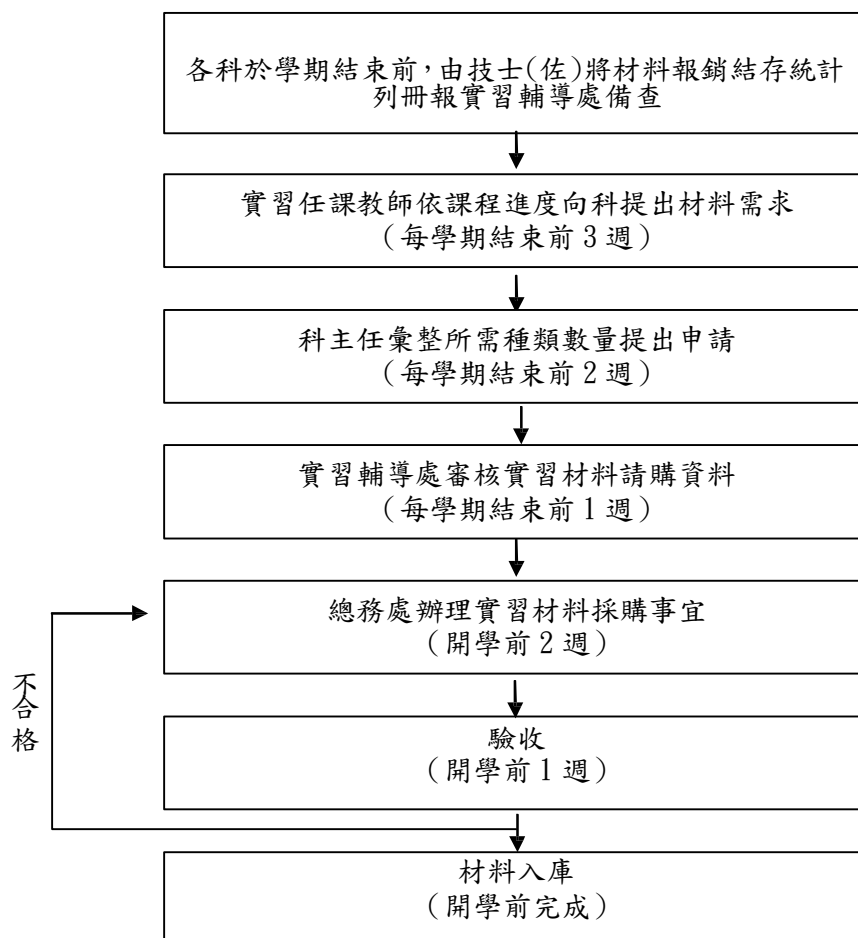 各科於學期結束前，由技士(佐)將材料報銷結存統計
列冊報實習輔導處備查
實習任課教師依課程進度向科提出材料需求
（每學期結束前3週）
科主任彙整所需種類數量提出申請
（每學期結束前2週）
實習輔導處審核實習材料請購資料
（每學期結束前1週）
總務處辦理實習材料採購事宜
（開學前2週）
不合格
驗收
（開學前1週）
材料入庫
（開學前完成）